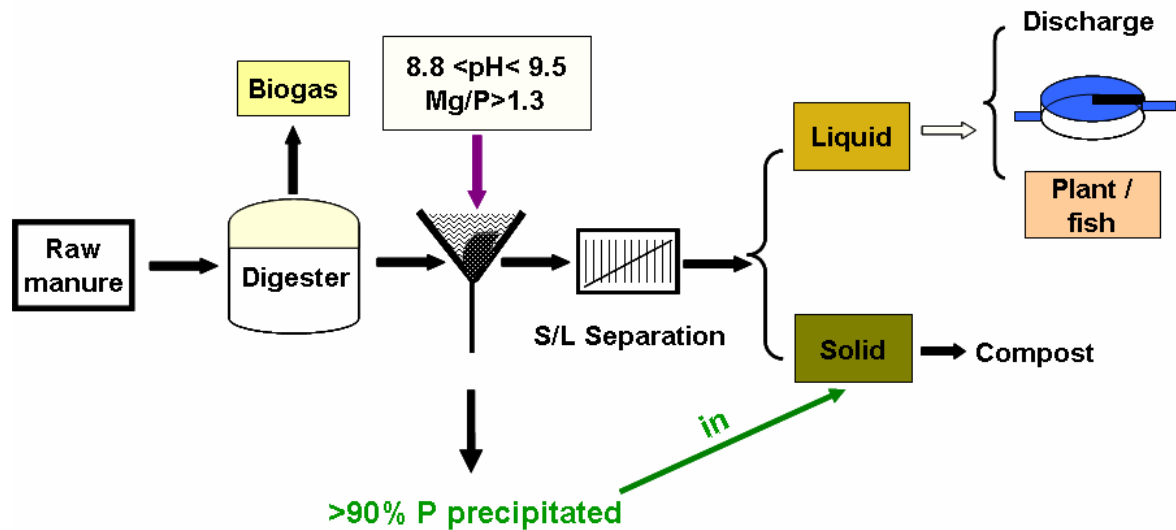 Discharge
8.8 <pH< 9.5
Mg/P>1.3
Biogas
Liquid
Plant /
fish
Raw
manure
Digester
S/L Separation
Solid
Compost
in
>90% P precipitated